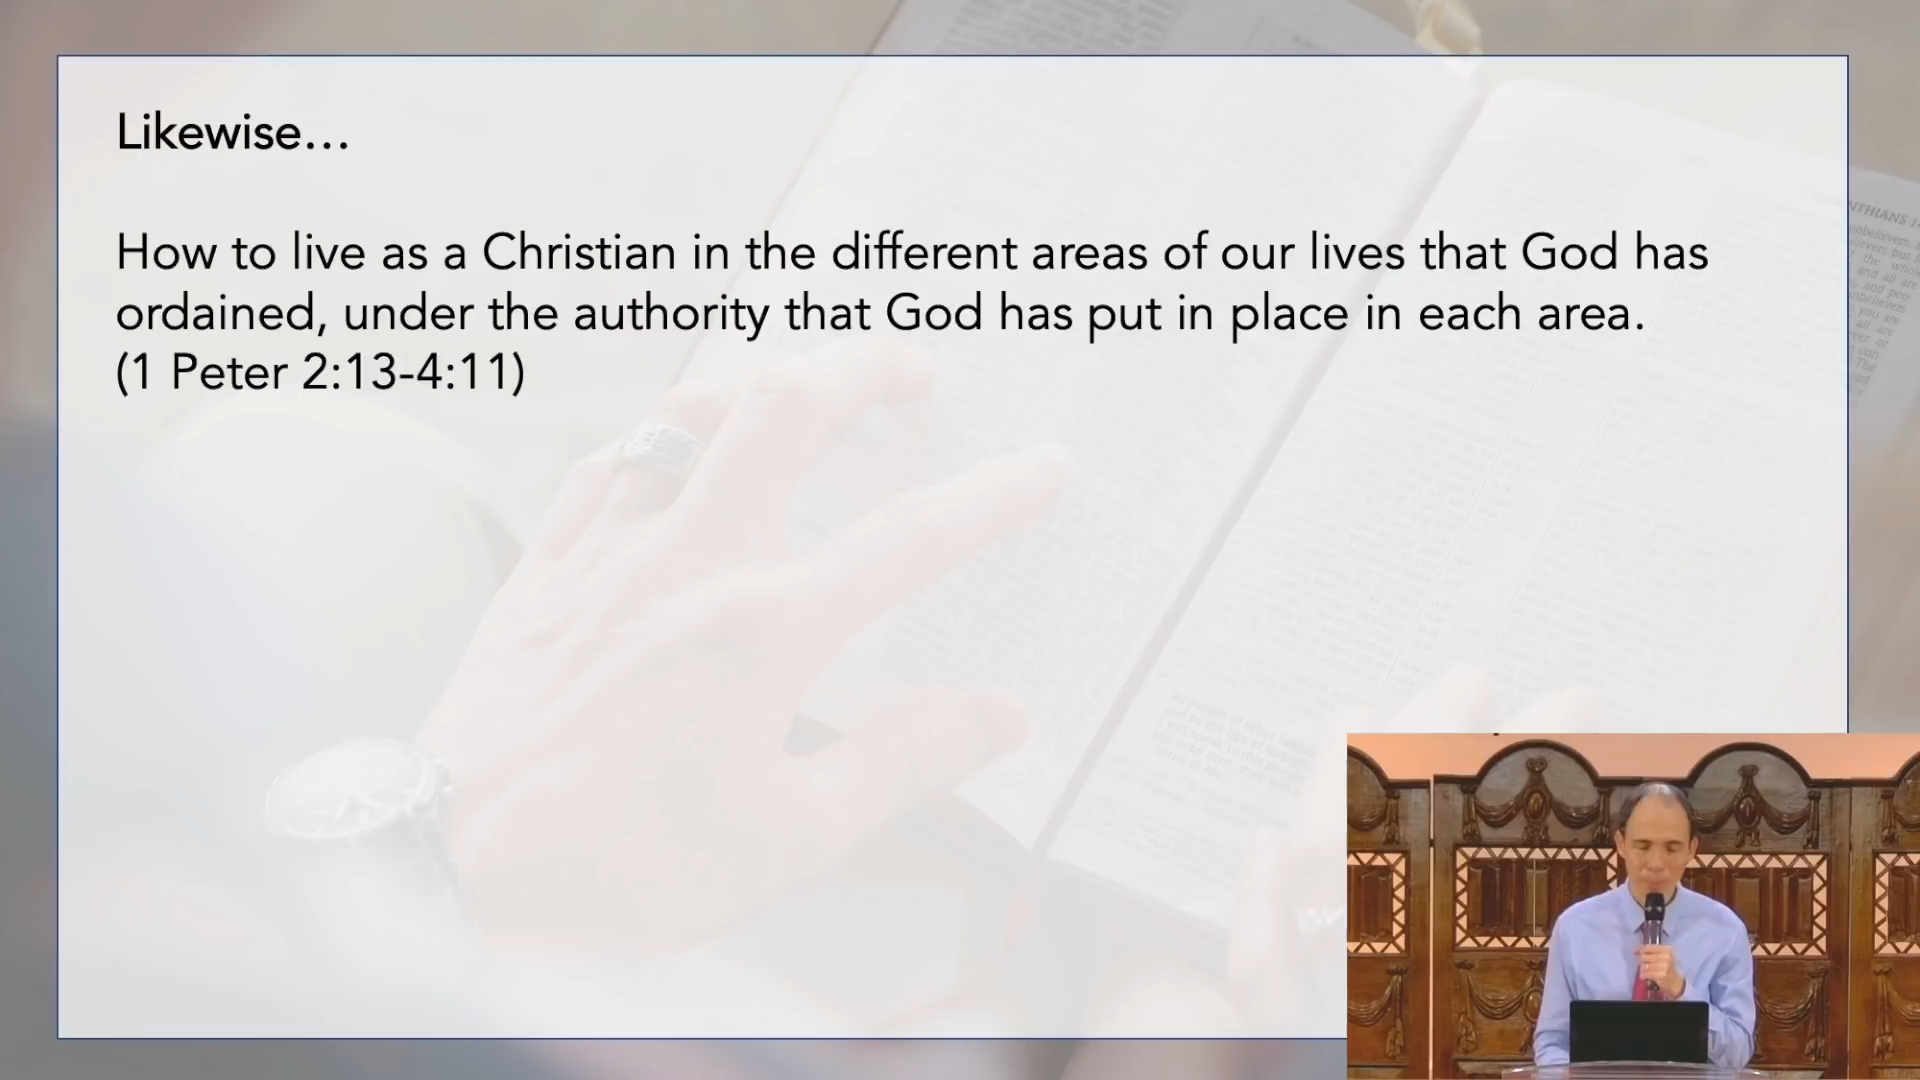 Likewise…
How to live as a Christian in the different areas of our lives that God has
ordained, under the authority that God has put in place in each area.
(1 Peter 2:13-4:11)